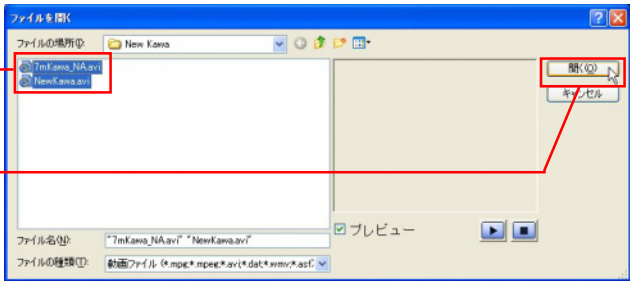 ファイルを開く
ファイルの場所(I):
New Kawa
7mKawa_NA.avi
NewKawa.avi
開く(O)
キャンセル
プレビュー
ファイル名(N):
"7mKawa_NA.avi" "NewKawa.avi"
ファイルの種類(T):
動画ファイル (*.mpg;*.mpeg;*.avi;*.dat;*.wmv;*.asf;